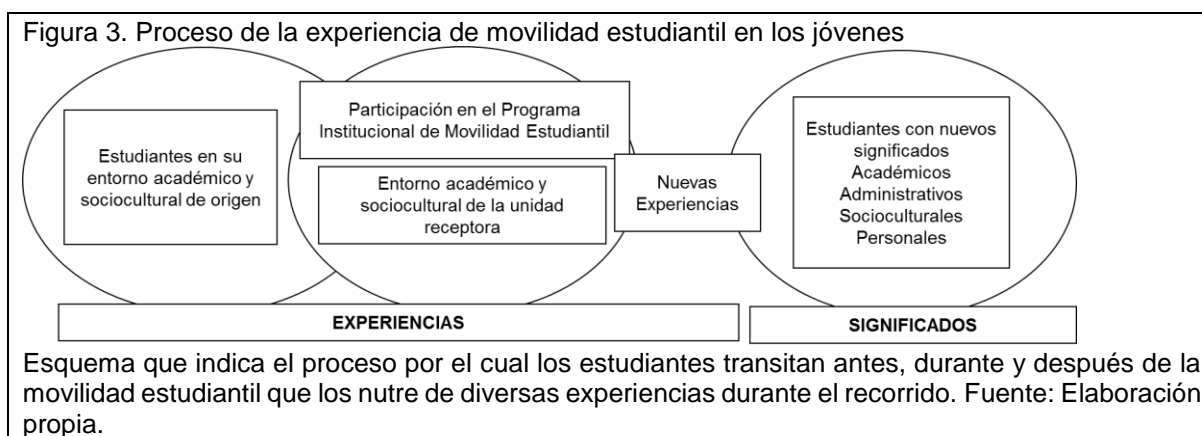 Figura 3. Proceso de la experiencia de movilidad estudiantil en los jóvenes
Estudiantes en su
entorno académico y
sociocultural de origen
Participación en el Programa
Institucional de Movilidad Estudiantil
Entorno académico y
sociocultural de la unidad
receptora
Nuevas
Experiencias
Estudiantes con nuevos
significados
Académicos
Administrativos
Socioculturales
Personales
EXPERIENCIAS
SIGNIFICADOS
Esquema que indica el proceso por el cual los estudiantes transitan antes, durante y después de la
movilidad estudiantil que los nutre de diversas experiencias durante el recorrido. Fuente: Elaboración
propia.